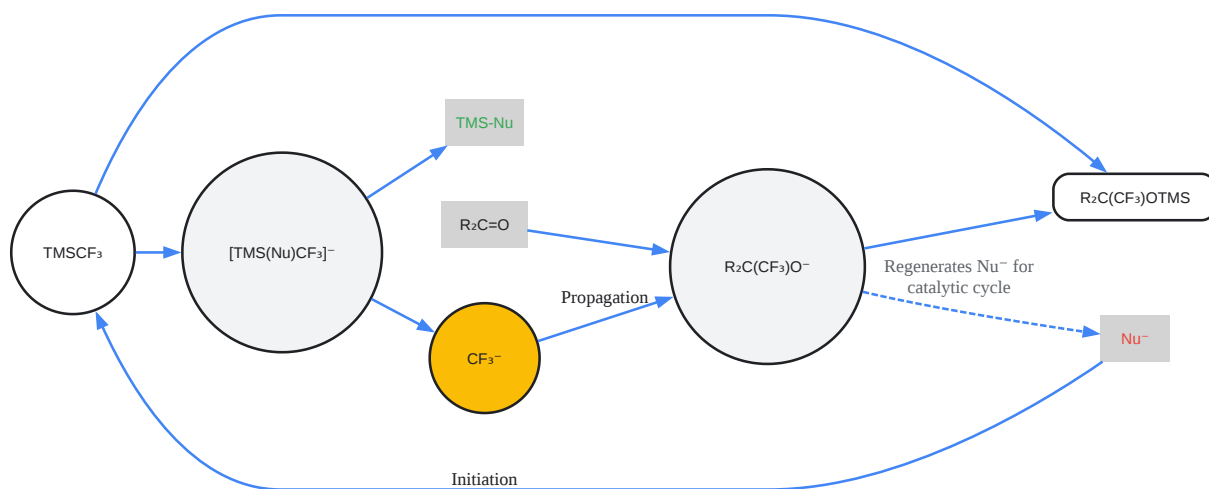 TMS-Nu
R₂C=O
TMSCF₃
[TMS(Nu)CF₃]⁻
R₂C(CF₃)O⁻
R₂C(CF₃)OTMS
Regenerates Nu⁻ for
catalytic cycle
Propagation
CF₃⁻
Nu⁻
Initiation